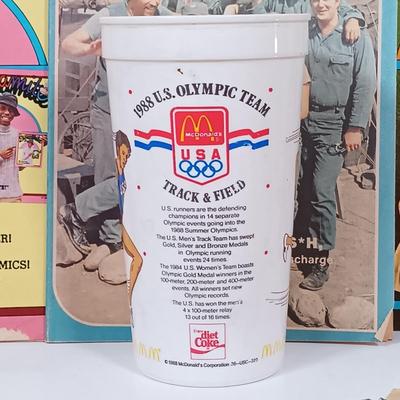 1988 U.S. OLYMPIC TEAM
McDonald's
USA
TRACK & FIELD
U.S. runners are the defending
champions in 14 separate
Olympic events going into the
1988 Summer Olympics.
The U.S. Men's Track Team has swept
Gold, Silver and Bronze Medals
in Olympic running
events 24 times.
The 1984 U.S. Women's Team boasts
Olympic Gold Medal winners in the
100-meter, 200-meter and 400-meter
events. All winners set new
Olympic records.
The U.S. has won the men's
4 x 100-meter relay
13 out of 16 times.
diet
Coke
© 1988 McDonald's Corporation
R!
MICS!
S*H,
charge.